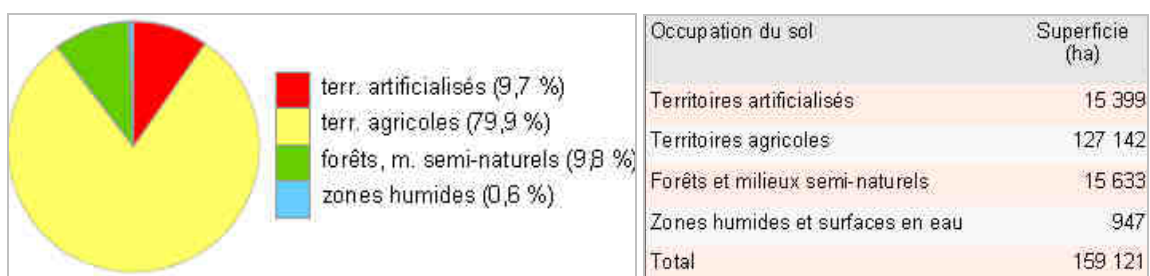 terr. artificialisés (9,7 %)
terr. agricoles (79,9 %)
forêts, m. semi-naturels (9,8 %)
zones humides (0,6 %)
Occupation du sol Superficie
(ha)
Territoires artificialisés 15 399
Territoires agricoles 127 142
Forêts et milieux semi-naturels 15 633
Zones humides et surfaces en eau 947
Total 159 121